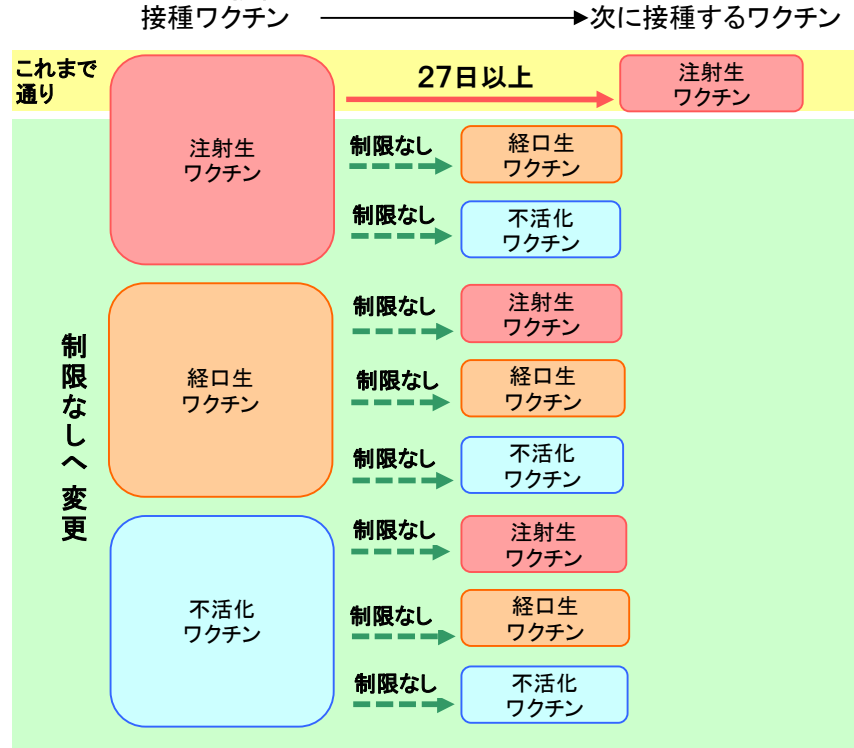 接種ワクチン
次に接種するワクチン
これまで
通り
注射生
ワクチン
27日以上
注射生
ワクチン
制限なし
経口生
ワクチン
制限なし
不活化
ワクチン
制限なしへ変更
経口生
ワクチン
制限なし
注射生
ワクチン
制限なし
経口生
ワクチン
制限なし
不活化
ワクチン
不活化
ワクチン
制限なし
注射生
ワクチン
制限なし
経口生
ワクチン
制限なし
不活化
ワクチン